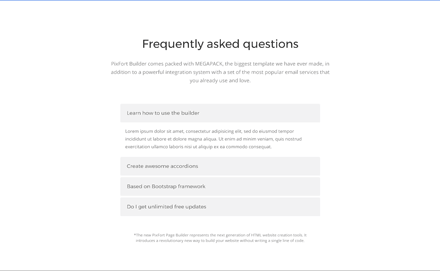 Frequently asked questions
FixFort Builder comes packed with MEGAPACK, the biggest template we have ever made, in
addition to a powerful integration system with a set of the most popular email services that
you already use and love.
Learn how to use the builder
Lorem ipsum dolor sit amet, consectetur adipiscing elit, sed do eiusmod tempor
incididunt ut labore et dolore magna aliqua. Ut enim ad minim veniam, quis nostrud
exercitation ullamco laboris nisi ut aliquip ex ea commodo consequat.
Create awesome accordions
Based on Bootstrap framework
Do I get unlimited free updates
*The new FixFort Page Builder represents the next generation of HTML website creation tools. It
introduces a revolutionary new way to build your website without writing a single line of code.